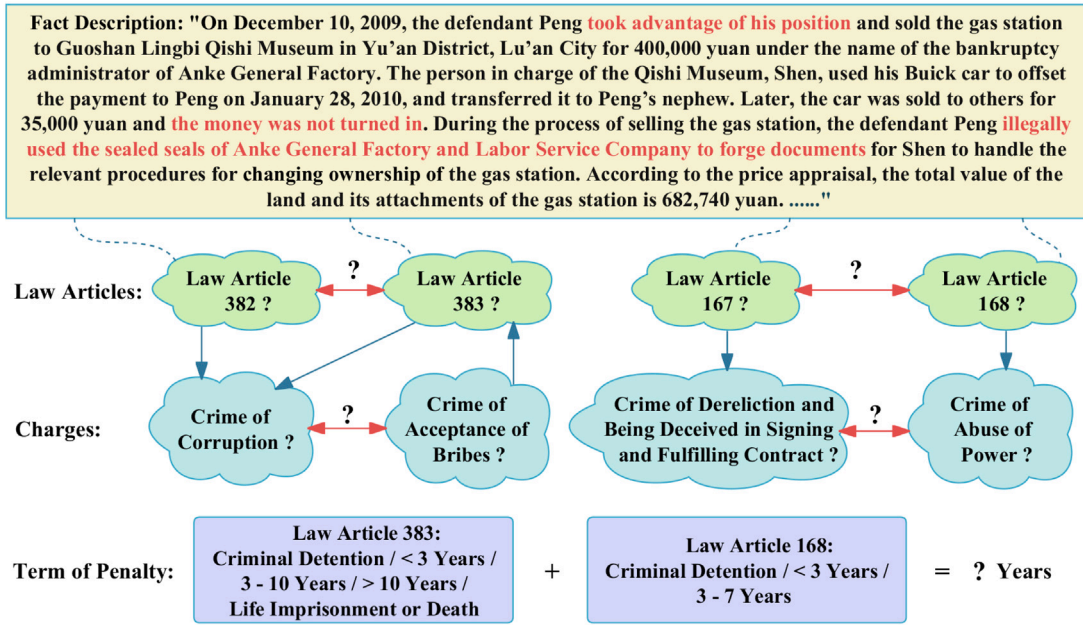 Fact Description: "On December 10, 2009, the defendant Peng took advantage of his position and sold the gas station
to Guoshan Lingbi Qishi Museum in Yu'an District, Lu'an City for 400,000 yuan under the name of the bankruptcy
administrator of Anke General Factory. The person in charge of the Qishi Museum, Shen, used his Buick car to offset
the payment to Peng on January 28, 2010, and transferred it to Peng's nephew. Later, the car was sold to others for
35,000 yuan and the money was not turned in. During the process of selling the gas station, the defendant Peng illegally
used the sealed seals of Anke General Factory and Labor Service Company to forge documents for Shen to handle the
relevant procedures for changing ownership of the gas station. According to the price appraisal, the total value of the
land and its attachments of the gas station is 682,740 yuan. ......"
Law Articles:
Law Article
382 ?
?
Law Article
383 ?
Law Article
167 ?
?
Law Article
168 ?
Charges:
Crime of
Corruption ?
?
Crime of
Acceptance of
Bribes ?
Crime of Dereliction and
Being Deceived in Signing
and Fulfilling Contract ?
?
Crime of
Abuse of
Power ?
Term of Penalty:
Law Article 383:
Criminal Detention / < 3 Years /
3 - 10 Years / > 10 Years /
Life Imprisonment or Death
+
Law Article 168:
Criminal Detention / < 3 Years /
3 - 7 Years
= ? Years